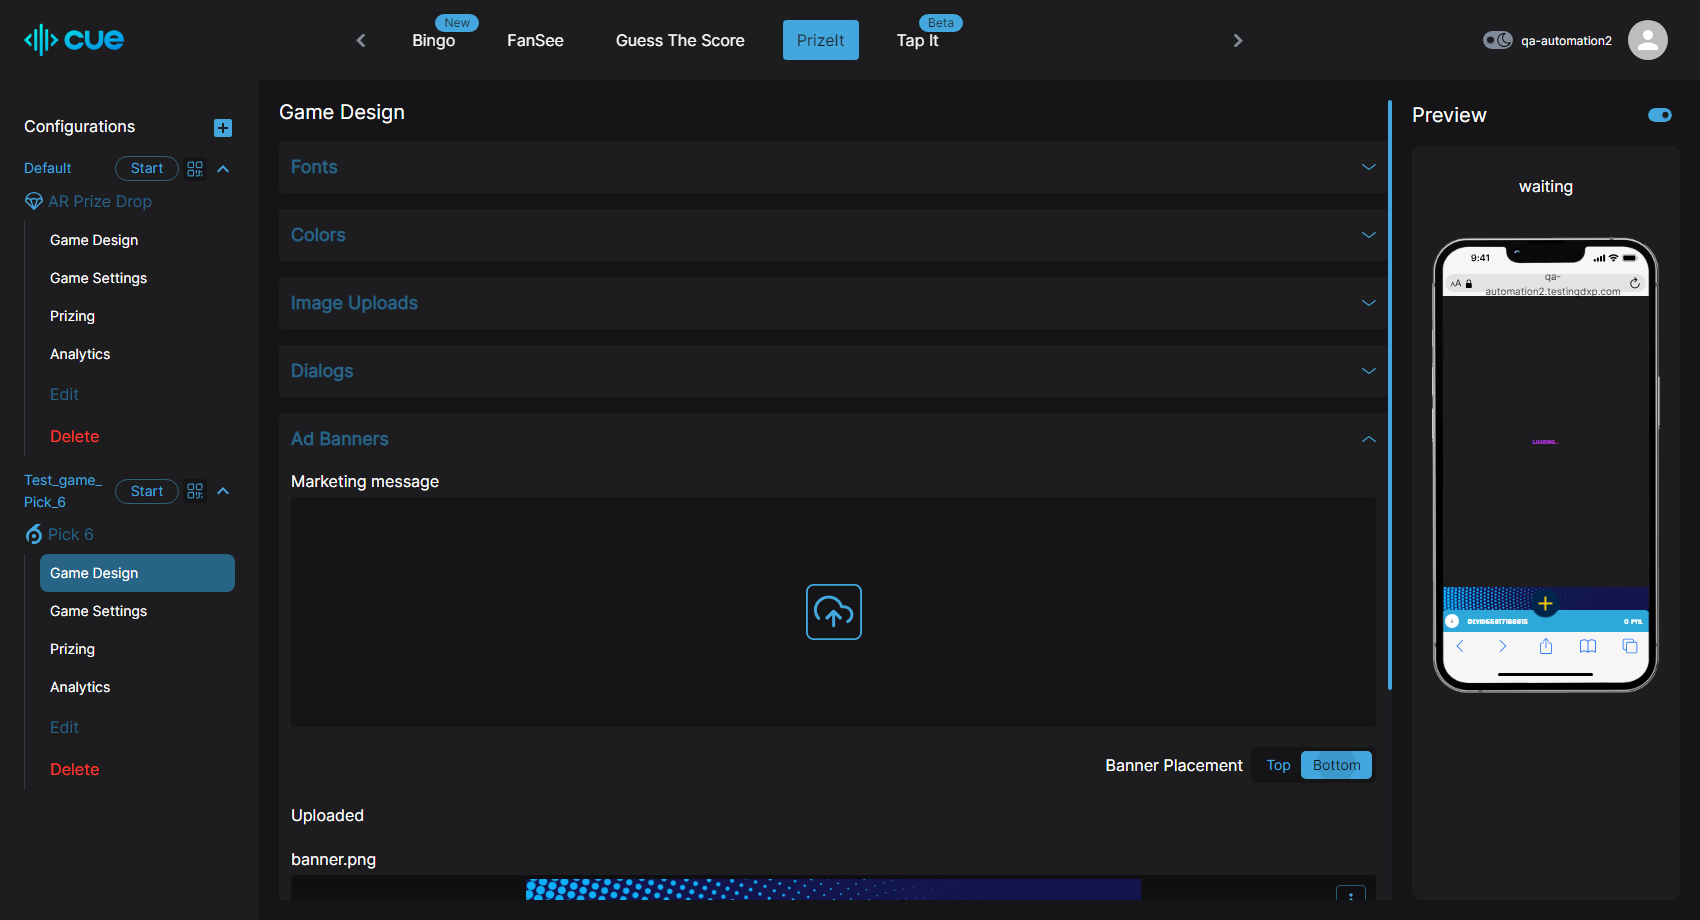 cue
New
Bingo
FanSee
Guess The Score
PrizeIt
Beta
Tap It
qa-automation2
Configurations
Default
Start
AR Prize Drop
Game Design
Game Settings
Prizing
Analytics
Edit
Delete
Test_game_
Pick_6
Start
Pick 6
Game Design
Game Settings
Prizing
Analytics
Edit
Delete
Game Design
Fonts
Colors
Image Uploads
Dialogs
Ad Banners
Marketing message
Banner Placement
Top
Bottom
Uploaded
banner.png
Preview
waiting
9:41
AA
qa-
automation2.testingdxp.com
LOADING...
0 PTS.